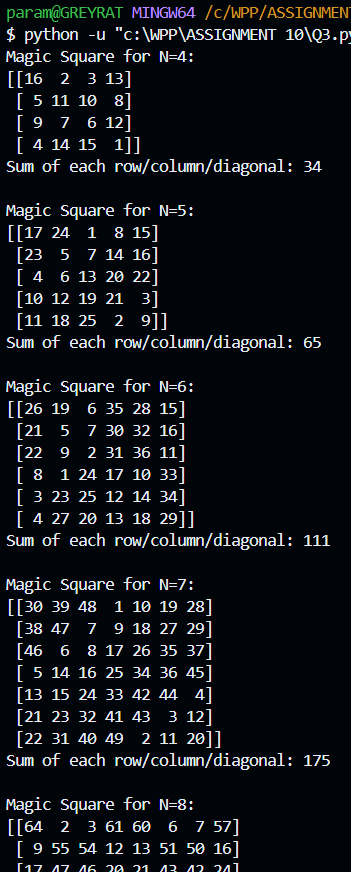 param@GREYRAT MINGW64 /c/WPP/ASSIGNMENT
$ python -u "c:\WPP\ASSIGNMENT 10\Q3.py
Magic Square for N=4:
[[16  2  3 13]
 [ 5 11 10  8]
 [ 9  7  6 12]
 [ 4 14 15  1]]
Sum of each row/column/diagonal: 34

Magic Square for N=5:
[[17 24  1  8 15]
 [23  5  7 14 16]
 [ 4  6 13 20 22]
 [10 12 19 21  3]
 [11 18 25  2  9]]
Sum of each row/column/diagonal: 65

Magic Square for N=6:
[[26 19  6 35 28 15]
 [21  5  7 30 32 16]
 [22  9  2 31 36 11]
 [ 8  1 24 17 10 33]
 [ 3 23 25 12 14 34]
 [ 4 27 20 13 18 29]]
Sum of each row/column/diagonal: 111

Magic Square for N=7:
[[30 39 48  1 10 19 28]
 [38 47  7  9 18 27 29]
 [46  6  8 17 26 35 37]
 [ 5 14 16 25 34 36 45]
 [13 15 24 33 42 44  4]
 [21 23 32 41 43  3 12]
 [22 31 40 49  2 11 20]]
Sum of each row/column/diagonal: 175

Magic Square for N=8:
[[64  2  3 61 60  6  7 57]
 [ 9 55 54 12 13 51 50 16]
 [17 47 46 20 21 43 42 24]